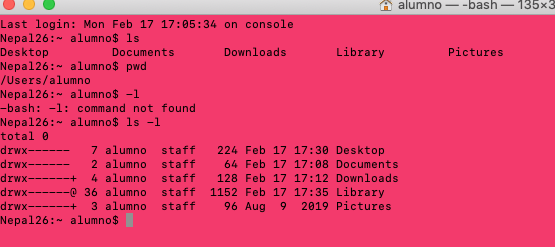 alumno — -bash — 135×3
Last login: Mon Feb 17 17:05:34 on console
Nepal26:~ alumno$ ls
Desktop Documents Downloads Library Pictures
Nepal26:~ alumno$ pwd
/Users/alumno
Nepal26:~ alumno$ -l
-bash: -l: command not found
Nepal26:~ alumno$ ls -l
total 0
drwx------ 7 alumno staff 224 Feb 17 17:30 Desktop
drwx------ 2 alumno staff 64 Feb 17 17:08 Documents
drwx------+ 4 alumno staff 128 Feb 17 17:12 Downloads
drwx------@ 36 alumno staff 1152 Feb 17 17:35 Library
drwx------+ 3 alumno staff 96 Aug 9 2019 Pictures
Nepal26:~ alumno$